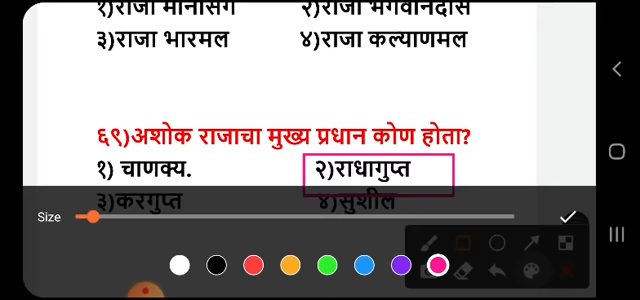 १)राजा मानसिंग २)राजा भगवानदास
३)राजा भारमल ४)राजा कल्याणमल
६९)अशोक राजाचा मुख्य प्रधान कोण होता?
१) चाणक्य. २)राधागुप्त
३)करगुप्त ४)सुशील
Size